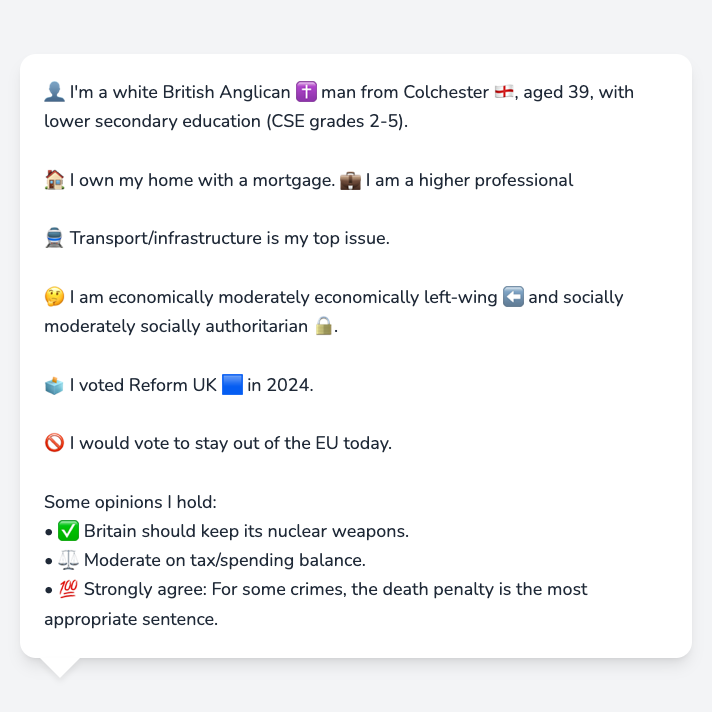 👤 I'm a white British Anglican ✝️ man from Colchester 🏴󠁧󠁢󠁥󠁮󠁧󠁿, aged 39, with
lower secondary education (CSE grades 2-5).
🏠 I own my home with a mortgage. 💼 I am a higher professional
🚆 Transport/infrastructure is my top issue.
🤔 I am economically moderately economically left-wing ⬅️ and socially
moderately socially authoritarian 🔒.
🗳️ I voted Reform UK 🟦 in 2024.
🚫 I would vote to stay out of the EU today.
Some opinions I hold:
• ✅ Britain should keep its nuclear weapons.
• ⚖️ Moderate on tax/spending balance.
• 💯 Strongly agree: For some crimes, the death penalty is the most
appropriate sentence.